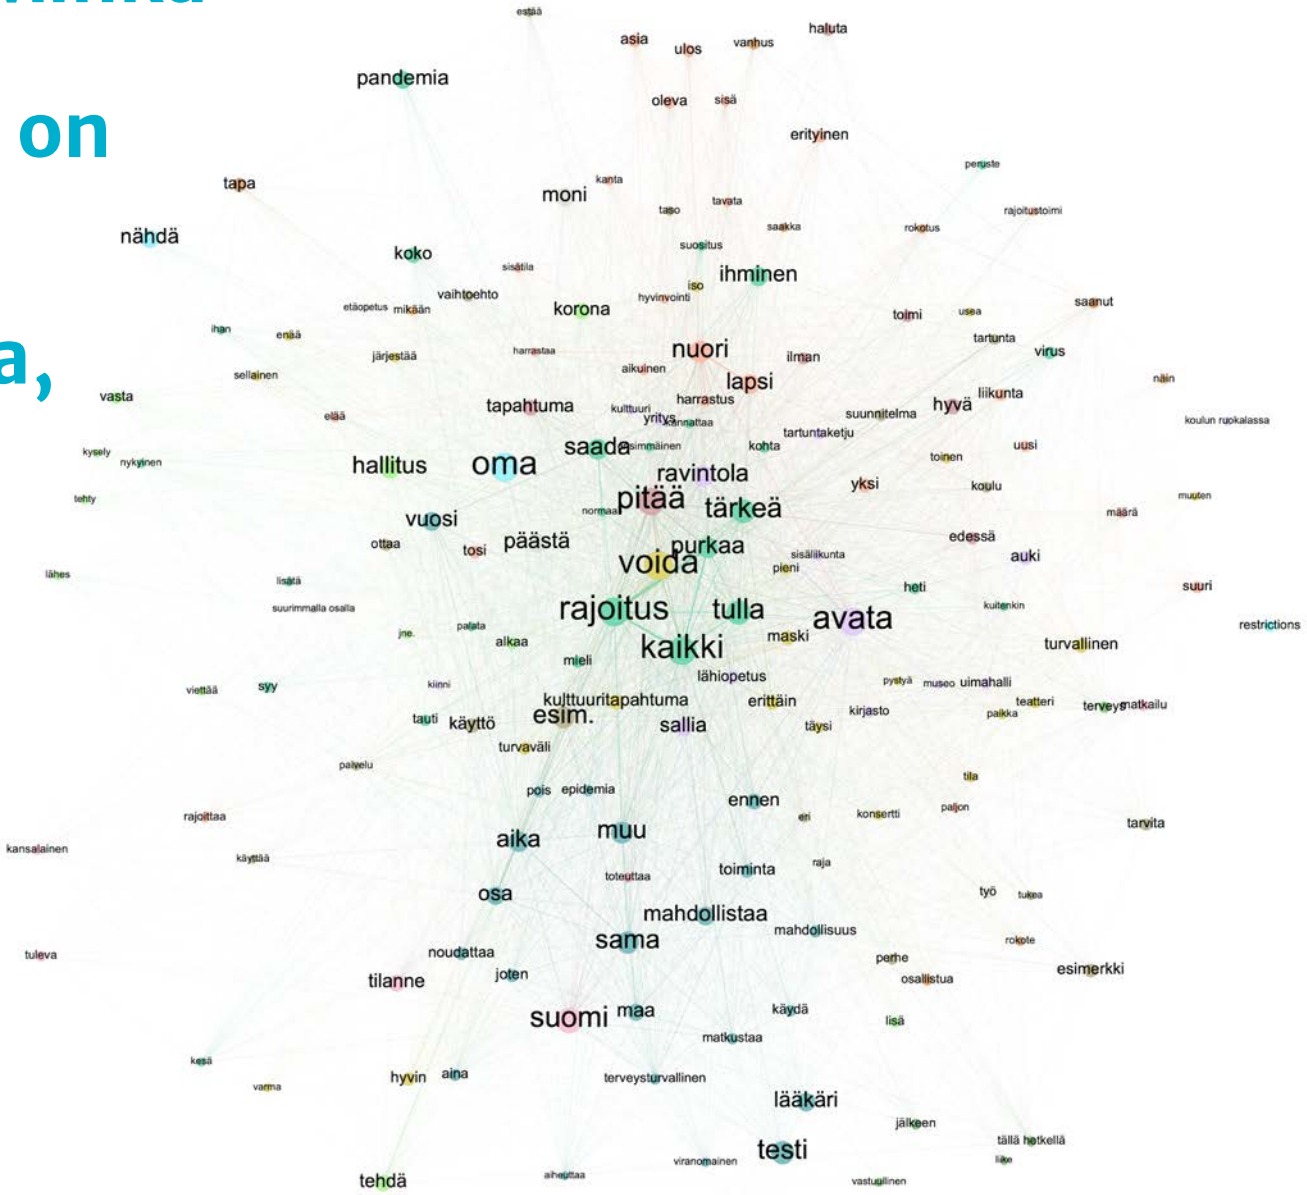 on
a,
estää
haluta
asia
vanhus
ulos
pandemia
oleva
sisä
erityinen
peruste
kanta
tapa
moni
tavata
taso
rajoitustoimi
saakka
rokotus
nähdä
suositus
koko
sisätila
ihminen
iso
vaihtoehto
hyvinvointi
saanut
etäopetus
mikään
korona
usea
toimi
ihan
enää
tartunta
nuori
harrastaa
virus
järjestää
ilman
aikuinen
sellainen
näin
lapsi
liikunta
vasta
harrastus
hyvä
tapahtuma
kulttuuri
elää
suunnitelma
yritys
kannattaa
koulun ruokalassa
tartuntaketju
saada
kohta
uusi
kysely
nykyinen
toinen
hallitus
oma
ravintola
yksi
koulu
muuten
tehty
pitää
tärkeä
määrä
vuosi
edessä
ottaa
tosi
päästä
purkaa
sisäliikunta
auki
voida
pieni
lähes
lisätä
heti
suuri
suurimmalla osalla
rajoitus
tulla
kuitenkin
avata
restrictions
jne.
palata
alkaa
maski
kaikki
turvallinen
mieli
lähiopetus
kiinni
pystyä
museo
uimahalli
viettää
syy
kulttuuritapahtuma
erittäin
teatteri
terveys
matkailu
kirjasto
paikka
tauti
käyttö
esim.
sallia
täysi
turvaväli
palvelu
tila
pois
epidemia
ennen
paljon
rajoittaa
eri
konsertti
tarvita
aika
muu
kansalainen
käyttää
raja
toiminta
toteuttaa
osa
työ
tukea
mahdollistaa
mahdollisuus
sama
rokote
noudattaa
tuleva
perhe
joten
esimerkki
tilanne
osallistua
suomi
maa
käydä
lisä
matkustaa
kesä
hyvin
aina
terveysturvallinen
varma
lääkäri
jälkeen
tällä hetkellä
testi
liike
viranomainen
aiheuttaa
tehdä
vastuullinen